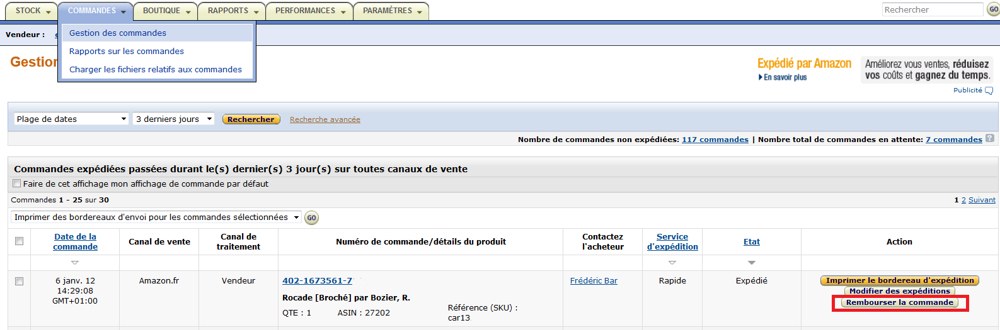 STOCK COMMANDES BOUTIQUE RAPPORTS PERFORMANCES PARAMÈTRES Rechercher GO
Vendeur :
Gestion des commandes
Rapports sur les commandes
Charger les fichiers relatifs aux commandes
Gestion
Expédié par Amazon
En savoir plus
Améliorez vous ventes, réduisez
vos coûts et gagnez du temps.
Publicité
Plage de dates 3 derniers jours Rechercher Recherche avancée
Nombre de commandes non expédiées: 117 commandes | Nombre total de commandes en attente: 7 commandes ?
Commandes expédiées passées durant le(s) dernier(s) 3 jour(s) sur toutes canaux de vente
Faire de cet affichage mon affichage de commande par défaut
Commandes 1 - 25 sur 30 1 2 Suivant
Imprimer des bordereaux d'envoi pour les commandes sélectionnées GO
Date de la commande
Canal de vente
Canal de traitement
Numéro de commande/détails du produit
Contactez l'acheteur
Service d'expédition
Etat
Action
6 janv. 12
14:29:08
GMT+01:00
Amazon.fr
Vendeur
402-1673561-7
Rocade [Broché] par Bozier, R.
QTE : 1 ASIN : 27202
Référence (SKU) :
car13
Frédéric Bar
Rapide
Expédié
Imprimer le bordereau d'expédition
Modifier des expéditions
Rembourser la commande